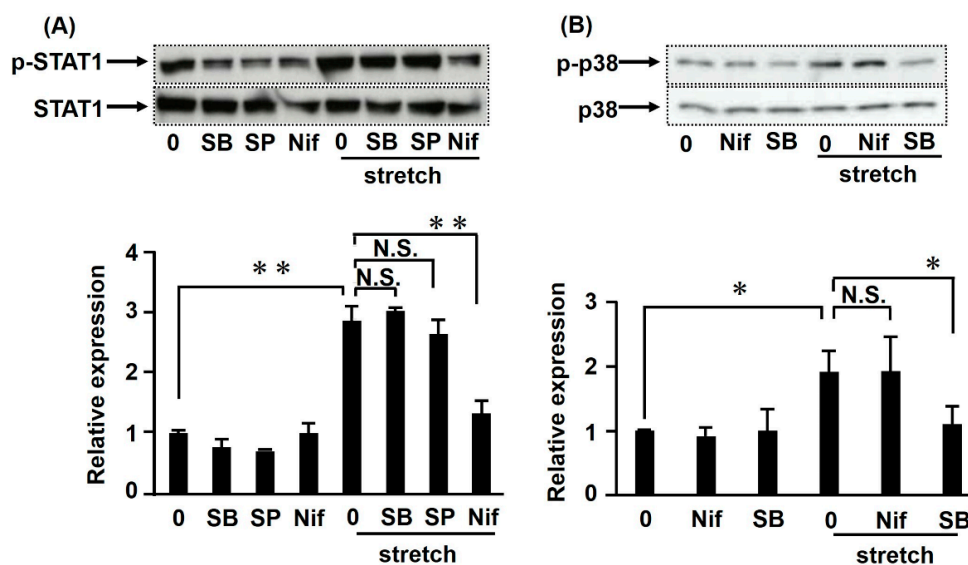 (A)
p-STAT1
STAT1
0 SB SP Nif 0 SB SP Nif
stretch
(B)
p-p38
p38
0 Nif SB 0 Nif SB
stretch
Relative expression
4
3
2
1
0
* *
* *
N.S.
N.S.
0 SB SP Nif 0 SB SP Nif
stretch
Relative expression
3
2
1
0
*
*
N.S.
0 Nif SB 0 Nif SB
stretch